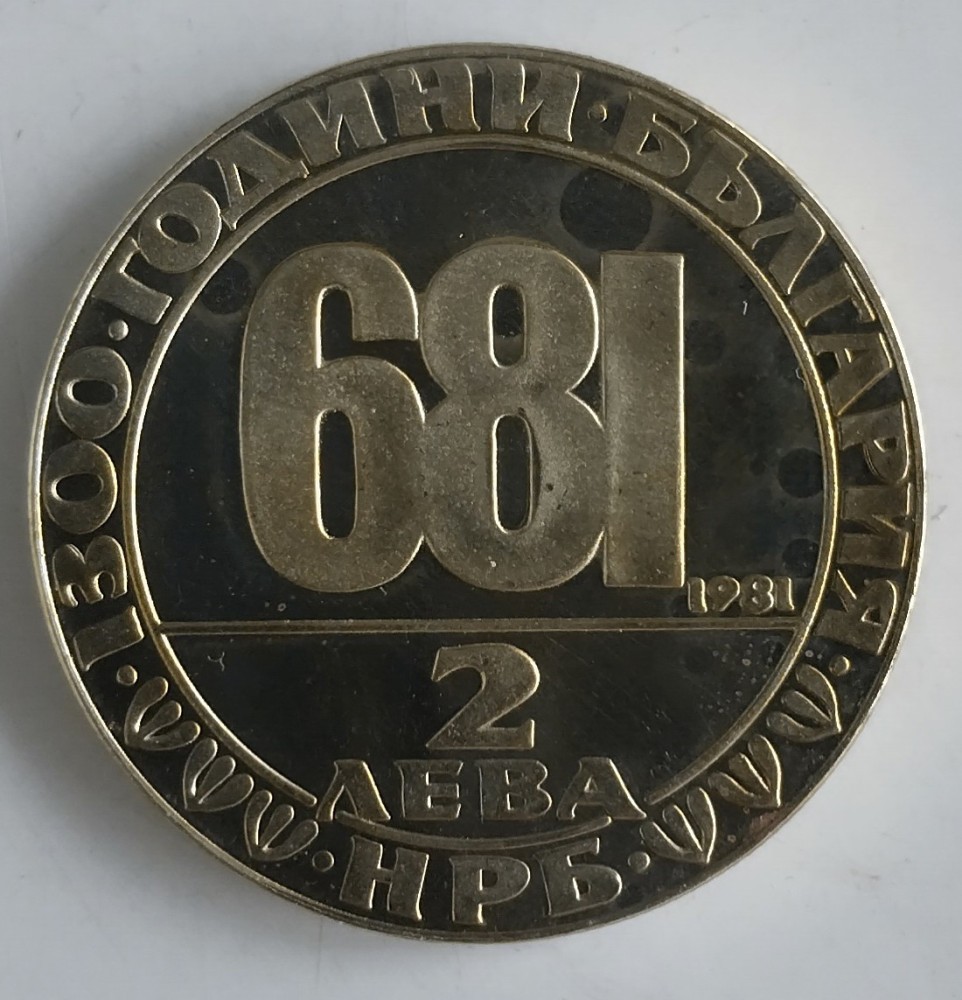 1300 · ГОДИНИ · БЪЛГАРИЯ ·
681
1981
2
ЛЕВА
· НРБ ·